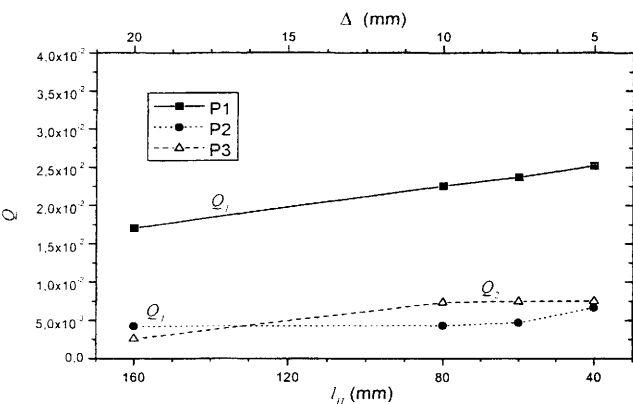 Δ (mm)
20 15 10 5
4,0x10⁻²
3,5x10⁻²
3,0x10⁻²
2,5x10⁻²
2,0x10⁻²
1,5x10⁻²
1,0x10⁻²
5,0x10⁻³
0,0
Q
P1
P2
P3
Q₁
Q₁
Q₂
160 120 80 40
l_H (mm)